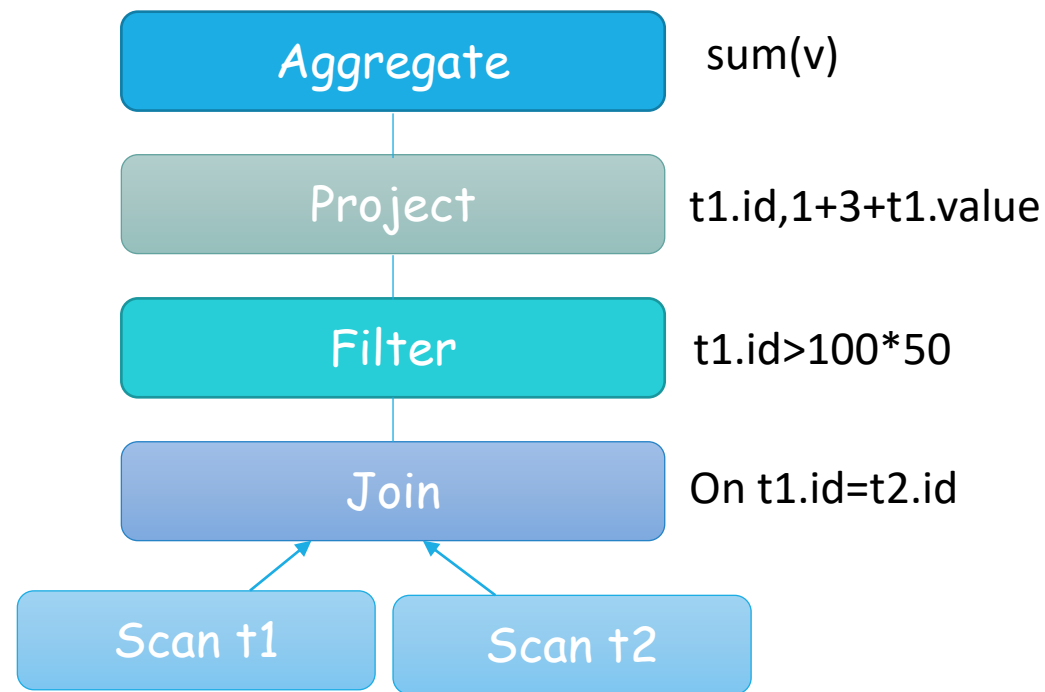 Aggregate
sum(v)
Project
t1.id,1+3+t1.value
Filter
t1.id>100*50
Join
On t1.id=t2.id
Scan t1
Scan t2